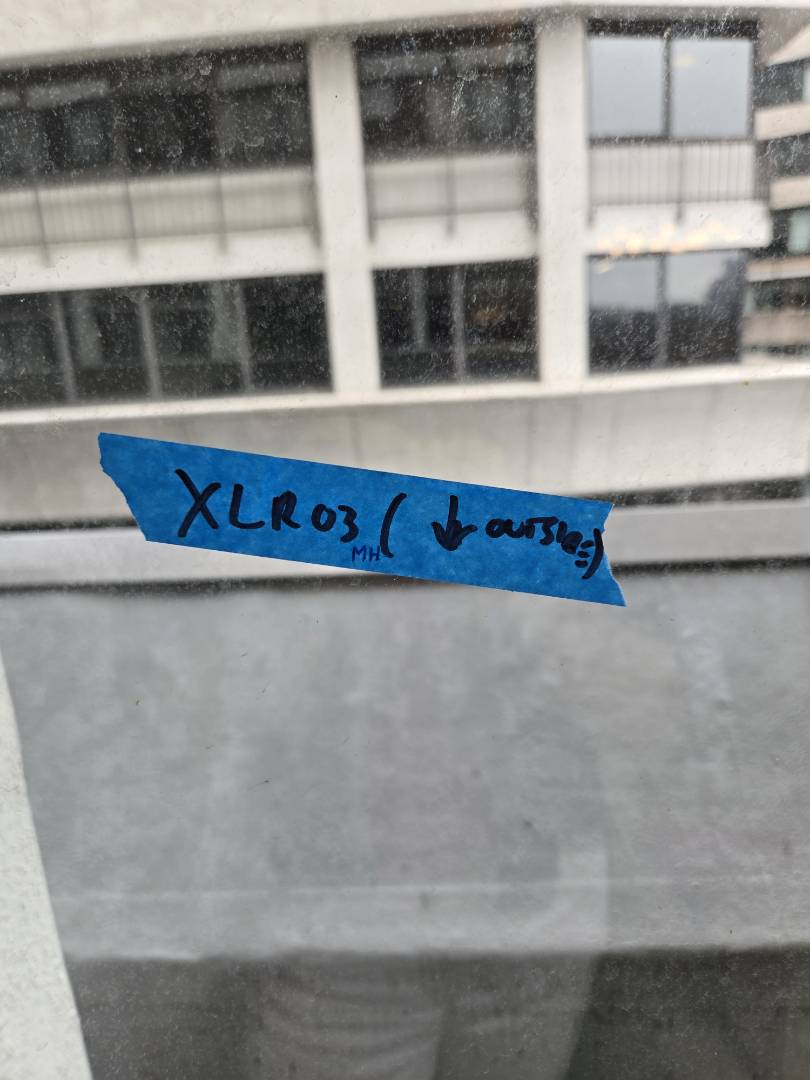 XLR03 (↓ OUTSIDE)
MH